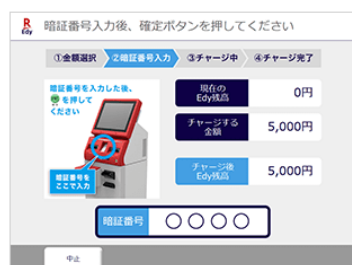 R
Edy
暗証番号入力後、確定ボタンを押してください
①金額選択
②暗証番号入力
③チャージ中
④チャージ完了
暗証番号を入力した後、
を押して
ください
暗証番号を
ここで入力
現在の
Edy残高
0円
チャージする
金額
5,000円
チャージ後
Edy残高
5,000円
暗証番号
中止